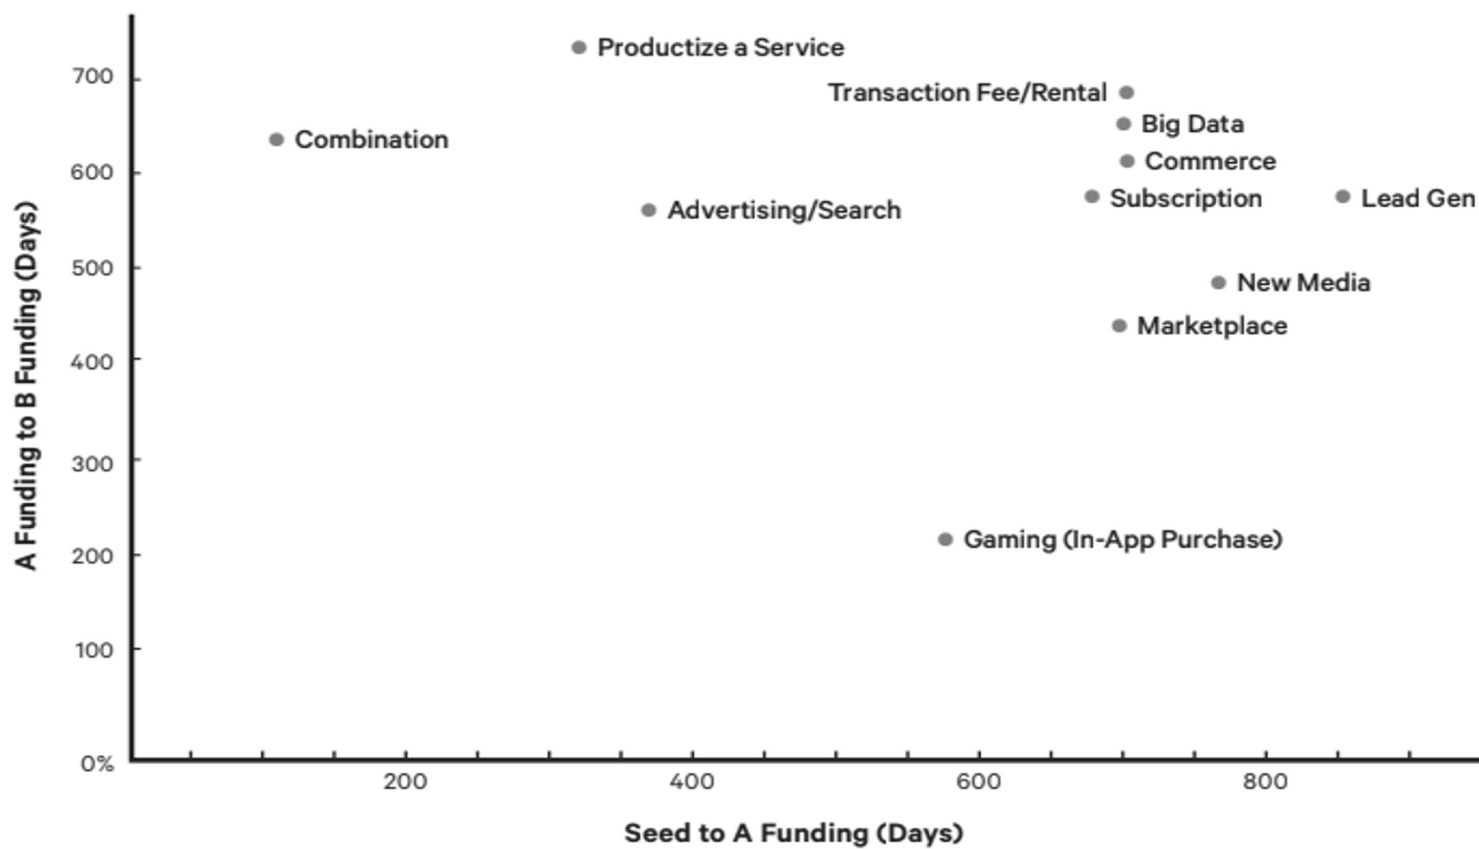 Productize a Service
700
Transaction Fee/Rental
Big Data
Combination
Commerce
600
Subscription
Lead Gen
Advertising/Search
500
New Media
Marketplace
400
300
Gaming (In-App Purchase)
200
100
0%
A Funding to B Funding (Days)
200 400 600 800
Seed to A Funding (Days)